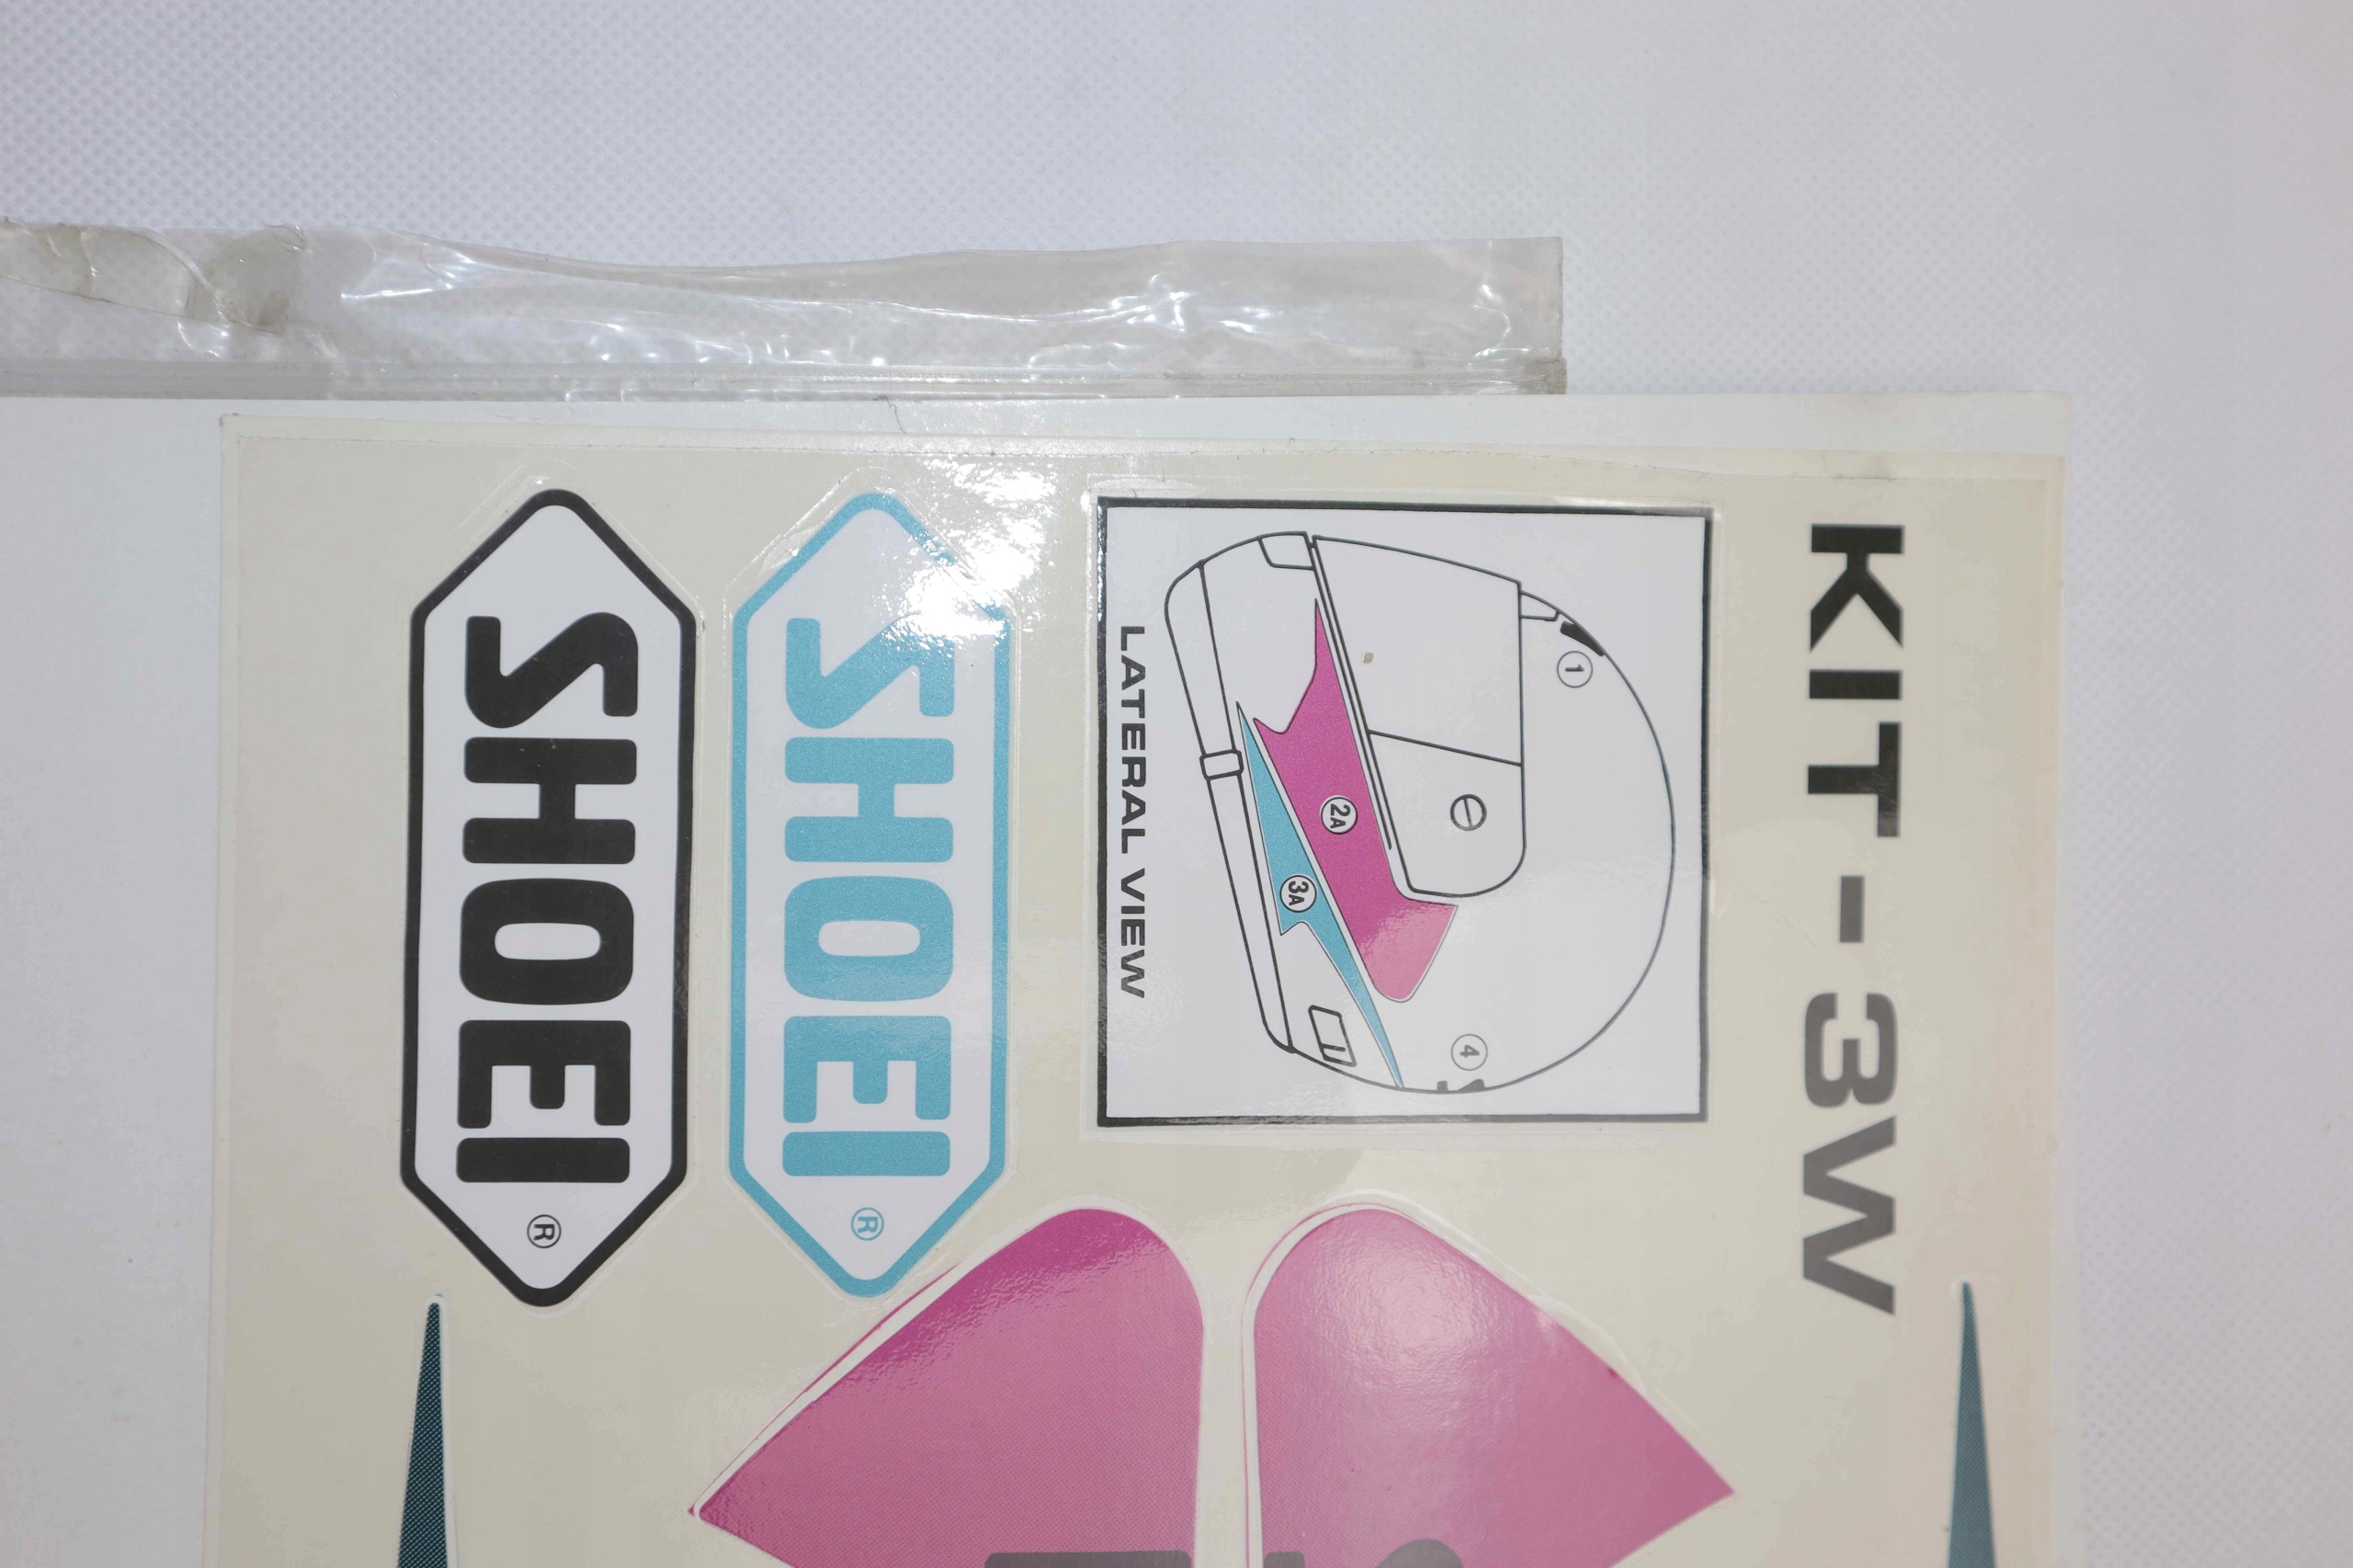 KIT-3W
1
2A
3A
4
LATERAL VIEW
SHOEI ®
SHOEI ®